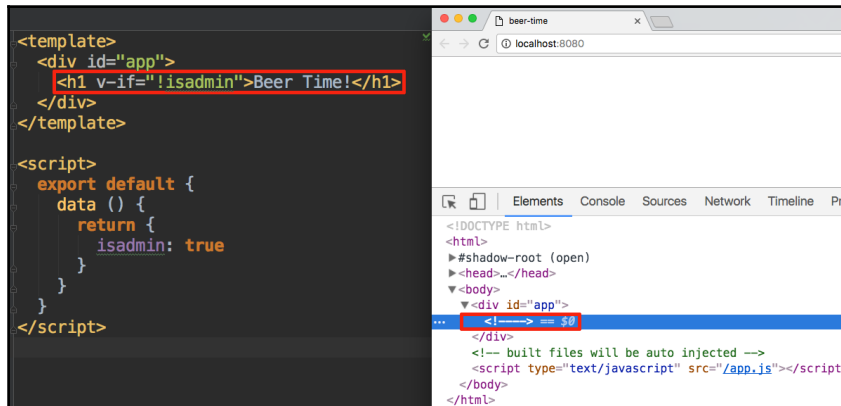 <template>
<div id="app">
<h1 v-if="!isadmin">Beer Time!</h1>
</div>
</template>
<script>
export default {
data () {
return {
isadmin: true
}
}
}
</script>
beer-time
localhost:8080
Elements Console Sources Network Timeline
<!DOCTYPE html>
<html>
▶#shadow-root (open)
▶<head>…</head>
▼<body>
▼<div id="app">
... <!----> == $0
</div>
<!-- built files will be auto injected -->
<script type="text/javascript" src="/app.js"></script
</body>
</html>